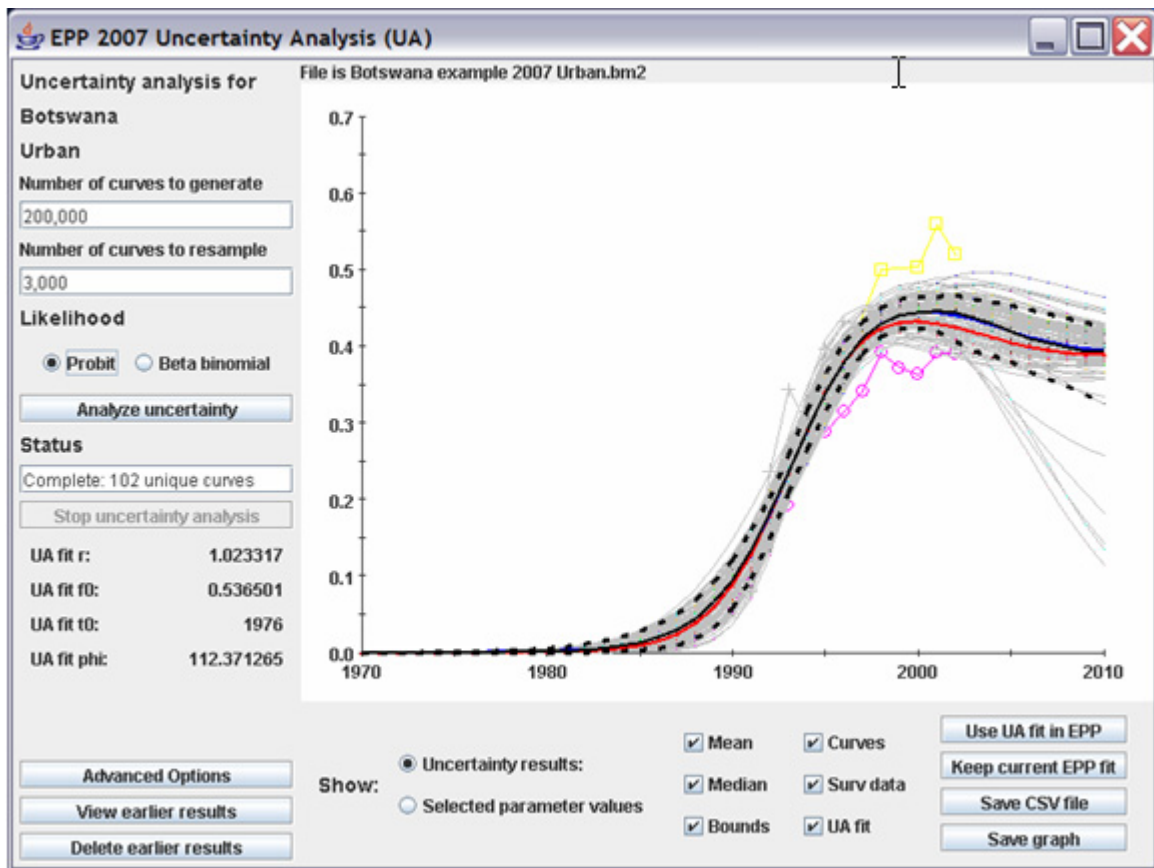 EPP 2007 Uncertainty Analysis (UA)
Uncertainty analysis for
Botswana
Urban
Number of curves to generate
200,000
Number of curves to resample
3,000
Likelihood
Probit Beta binomial
Analyze uncertainty
Status
Complete: 102 unique curves
Stop uncertainty analysis
UA fit r: 1.023317
UA fit f0: 0.536501
UA fit t0: 1976
UA fit phi: 112.371265
Advanced Options
View earlier results
Delete earlier results
File is Botswana example 2007 Urban.bm2
0.7
0.6
0.5
0.4
0.3
0.2
0.1
0.0
1970 1980 1990 2000 2010
Show:
Uncertainty results:
Selected parameter values
Mean Curves
Median Surv data
Bounds UA fit
Use UA fit in EPP
Keep current EPP fit
Save CSV file
Save graph